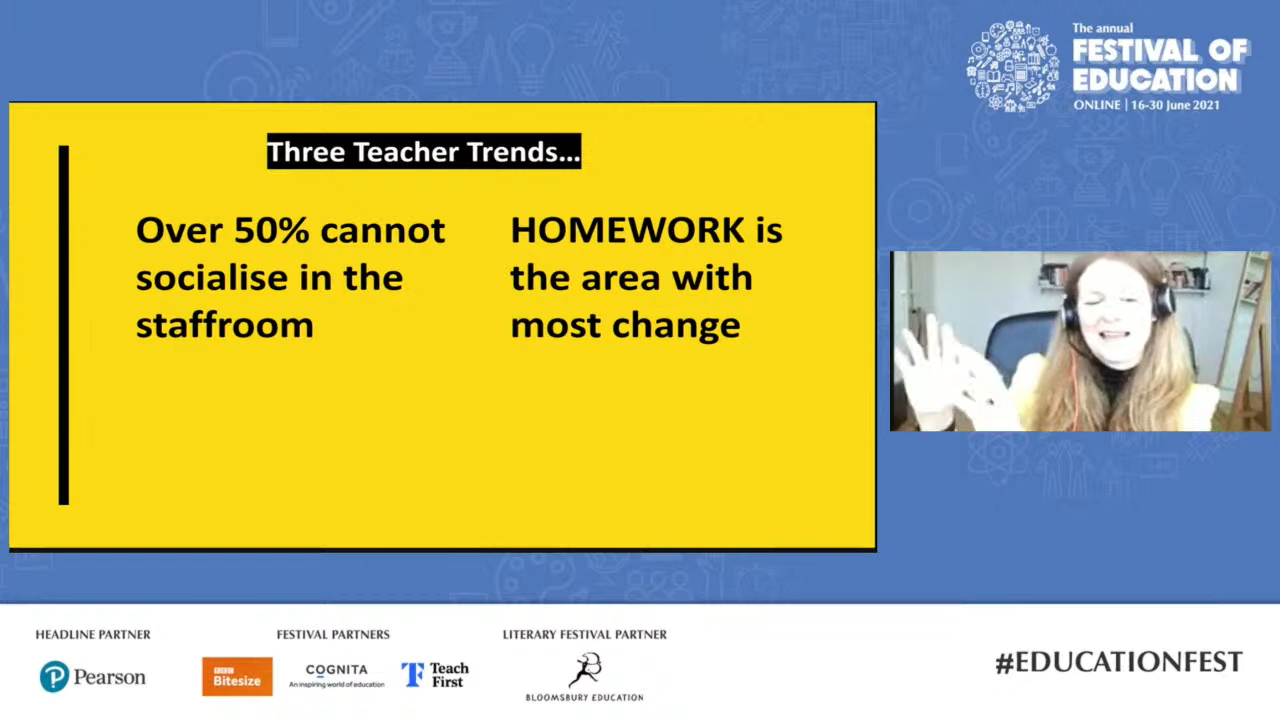 The annual
FESTIVAL OF
EDUCATION
ONLINE | 16-30 June 2021
Three Teacher Trends...
Over 50% cannot
socialise in the
staffroom
HOMEWORK is
the area with
most change
HEADLINE PARTNER
FESTIVAL PARTNERS
LITERARY FESTIVAL PARTNER
Pearson
BBC
Bitesize
COGNITA
An inspiring world of education
Teach
First
BLOOMSBURY EDUCATION
#EDUCATIONFEST